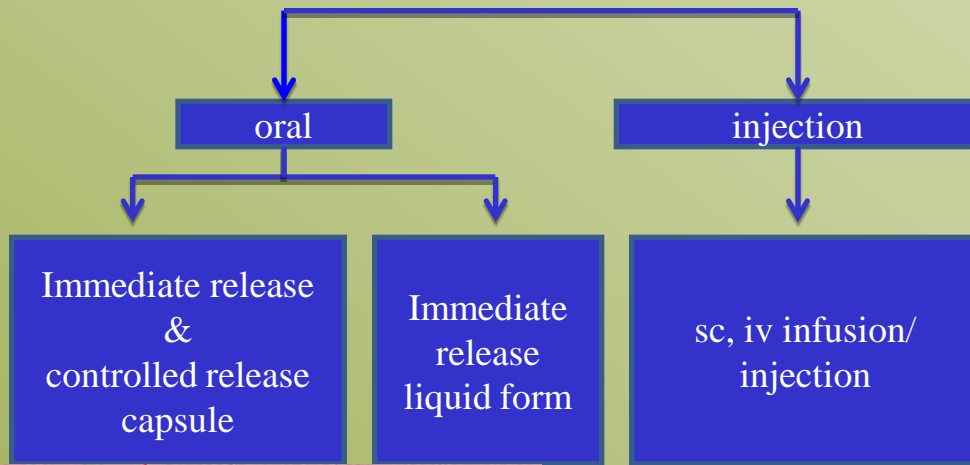 oral
injection
Immediate release
&
controlled release
capsule
Immediate
release
liquid form
sc, iv infusion/
injection